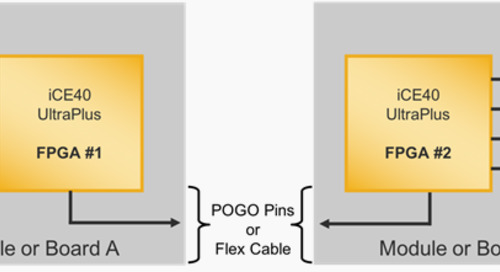 iCE40
UltraPlus
FPGA #1
iCE40
UltraPlus
FPGA #2
POGO Pins
or
Flex Cable
le or Board A
Module or Bo